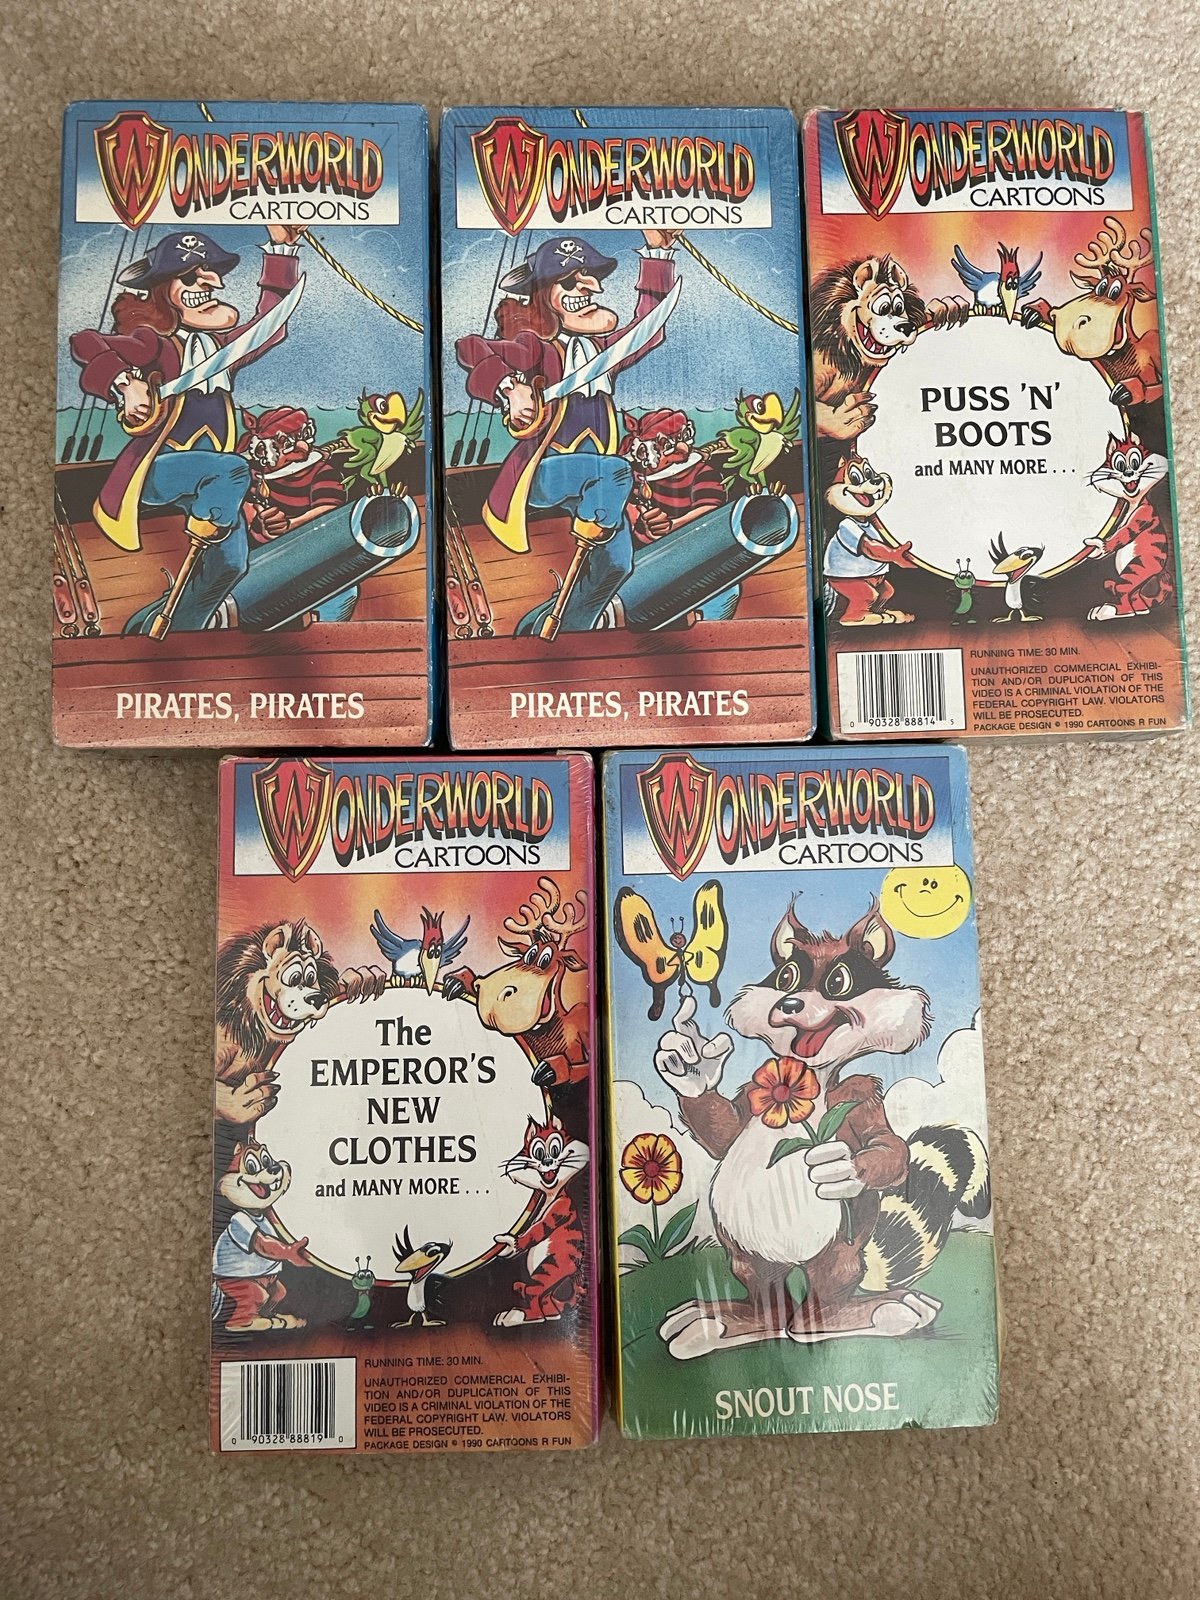 WONDERWORLD
CARTOONS
PIRATES, PIRATES
WONDERWORLD
CARTOONS
PIRATES, PIRATES
WONDERWORLD
CARTOONS
PUSS 'N'
BOOTS
and MANY MORE...
RUNNING TIME: 30 MIN.
UNAUTHORIZED COMMERCIAL EXHIBI-
TION AND/OR DUPLICATION OF THIS
VIDEO IS A CRIMINAL VIOLATION OF THE
FEDERAL COPYRIGHT LAW. VIOLATORS
WILL BE PROSECUTED.
PACKAGE DESIGN © 1990 CARTOONS R FUN
0 90328 88814 5
WONDERWORLD
CARTOONS
The
EMPEROR'S
NEW
CLOTHES
and MANY MORE...
RUNNING TIME: 30 MIN.
UNAUTHORIZED COMMERCIAL EXHIBI-
TION AND/OR DUPLICATION OF THIS
VIDEO IS A CRIMINAL VIOLATION OF THE
FEDERAL COPYRIGHT LAW. VIOLATORS
WILL BE PROSECUTED.
PACKAGE DESIGN © 1990 CARTOONS R FUN
0 90328 88819 0
WONDERWORLD
CARTOONS
SNOUT NOSE